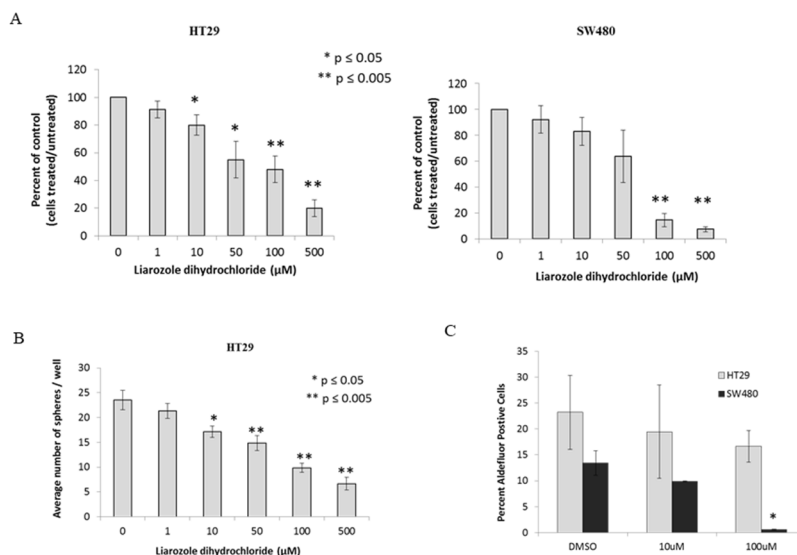 A
HT29
* p ≤ 0.05
** p ≤ 0.005
Percent of control
(cells treated/untreated)
120
100
80
60
40
20
0
*
*
**
**
0 1 10 50 100 500
Liarozole dihydrochloride (µM)
SW480
Percent of control
(cells treated/untreated)
120
100
80
60
40
20
0
**
**
0 1 10 50 100 500
Liarozole dihydrochloride (µM)
B
HT29
* p ≤ 0.05
** p ≤ 0.005
Average number of spheres / well
30
25
20
15
10
5
0
*
**
**
**
0 1 10 50 100 500
Liarozole dihydrochloride (µM)
C
HT29
SW480
Percent Aldefluor Postive Cells
40
35
30
25
20
15
10
5
0
*
DMSO 10uM 100uM